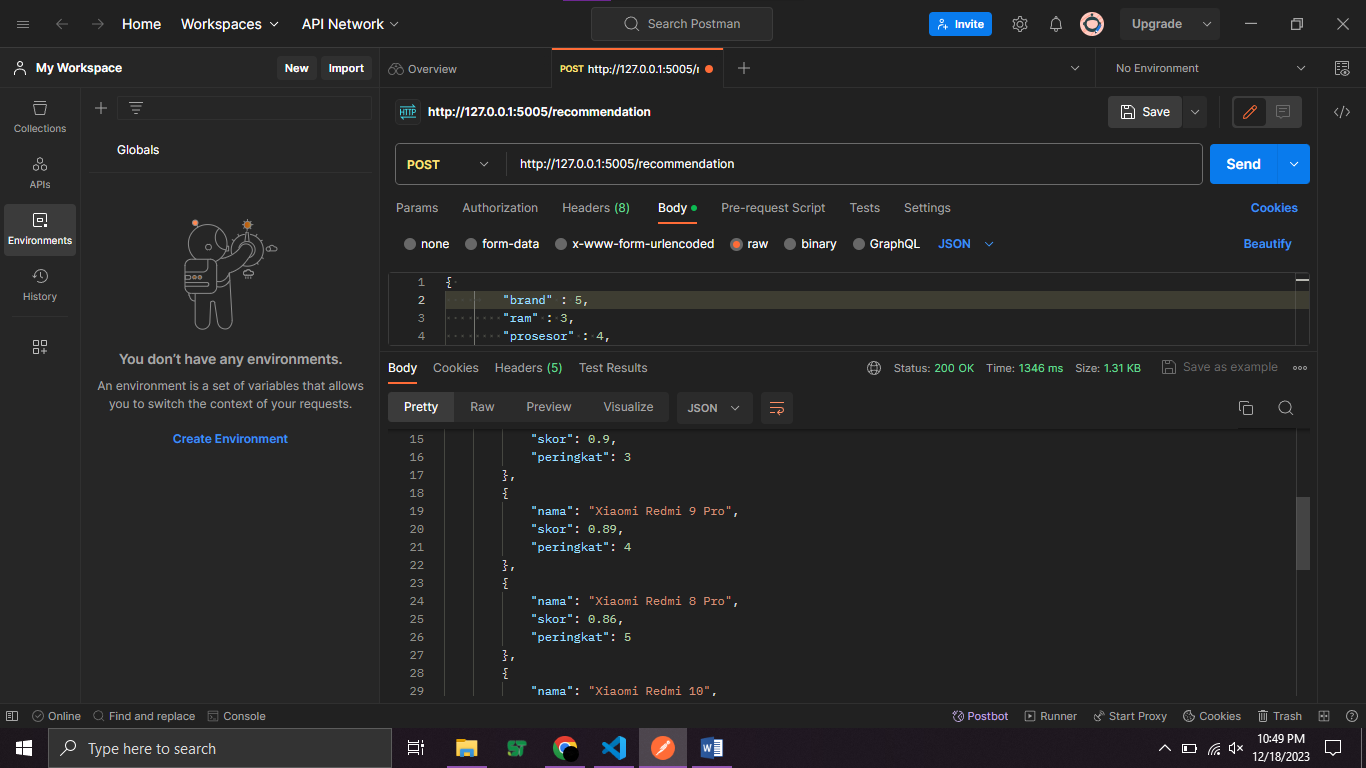 Home Workspaces API Network Search Postman Invite Upgrade
My Workspace New Import Overview POST http://127.0.0.1:5005/r No Environment
Collections
APIs
Environments
History
Globals
You don't have any environments.
An environment is a set of variables that allows
you to switch the context of your requests.
Create Environment
HTTP http://127.0.0.1:5005/recommendation Save
POST http://127.0.0.1:5005/recommendation Send
Params Authorization Headers (8) Body Pre-request Script Tests Settings Cookies
none form-data x-www-form-urlencoded raw binary GraphQL JSON Beautify
1 {
2 "brand" : 5,
3 "ram" : 3,
4 "prosesor" : 4,
Body Cookies Headers (5) Test Results Status: 200 OK Time: 1346 ms Size: 1.31 KB Save as example
Pretty Raw Preview Visualize JSON
15 "skor": 0.9,
16 "peringkat": 3
17 },
18 {
19 "nama": "Xiaomi Redmi 9 Pro",
20 "skor": 0.89,
21 "peringkat": 4
22 },
23 {
24 "nama": "Xiaomi Redmi 8 Pro",
25 "skor": 0.86,
26 "peringkat": 5
27 },
28 {
29 "nama": "Xiaomi Redmi 10",
Online Find and replace Console Postbot Runner Start Proxy Cookies Trash
Type here to search
10:49 PM
12/18/2023